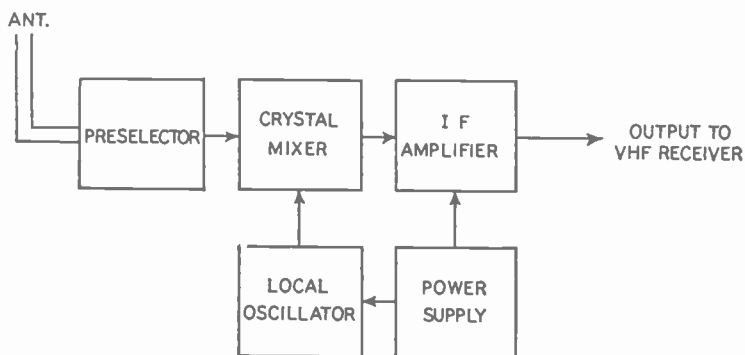 ANT.
PRESELECTOR
CRYSTAL
MIXER
I F
AMPLIFIER
OUTPUT TO
VHF RECEIVER
LOCAL
OSCILLATOR
POWER
SUPPLY